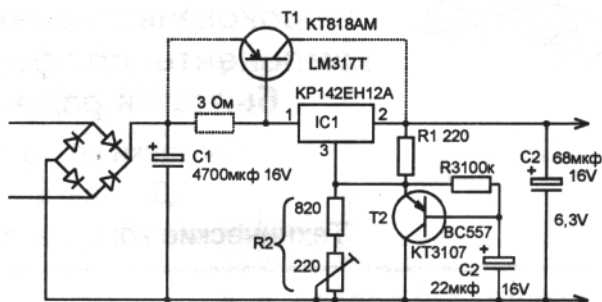 T1
KT818AM
LM317T
3 Ом
КР142ЕН12А
1
IC1
2
3
R1 220
C1
4700мкф 16V
R3100к
C2
68мкф
16V
6,3V
820
R2
220
T2
BC557
KT3107
C2
22мкф
16V